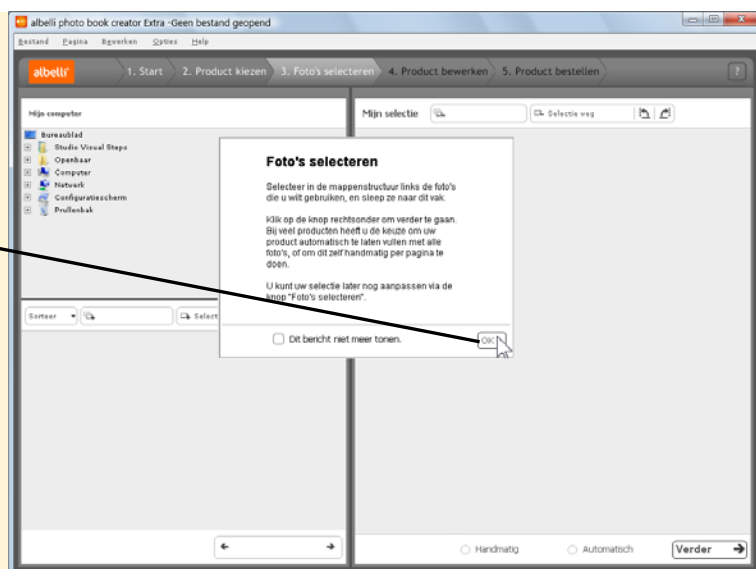 albelli photo book creator Extra -Geen bestand geopend
Bestand Pagina Bewerken Opties Help
albelli 1. Start 2. Product kiezen 3. Foto's selecteren 4. Product bewerken 5. Product bestellen ?
Mijn computer
Mijn selectie Selectie weg
Bureaublad
Studio Visual Steps
Openbaar
Computer
Netwerk
Configuratiescherm
Prullenbak
Foto's selecteren
Selecteer in de mappenstructuur links de foto's
die u wilt gebruiken, en sleep ze naar dit vak.
Klik op de knop rechtsonder om verder te gaan.
Bij veel producten heeft u de keuze om uw
product automatisch te laten vullen met alle
foto's, of om dit zelf handmatig per pagina te
doen.
U kunt uw selectie later nog aanpassen via de
knop "Foto's selecteren".
Sorteer Select
Dit bericht niet meer tonen. OK
Handmatig Automatisch Verder